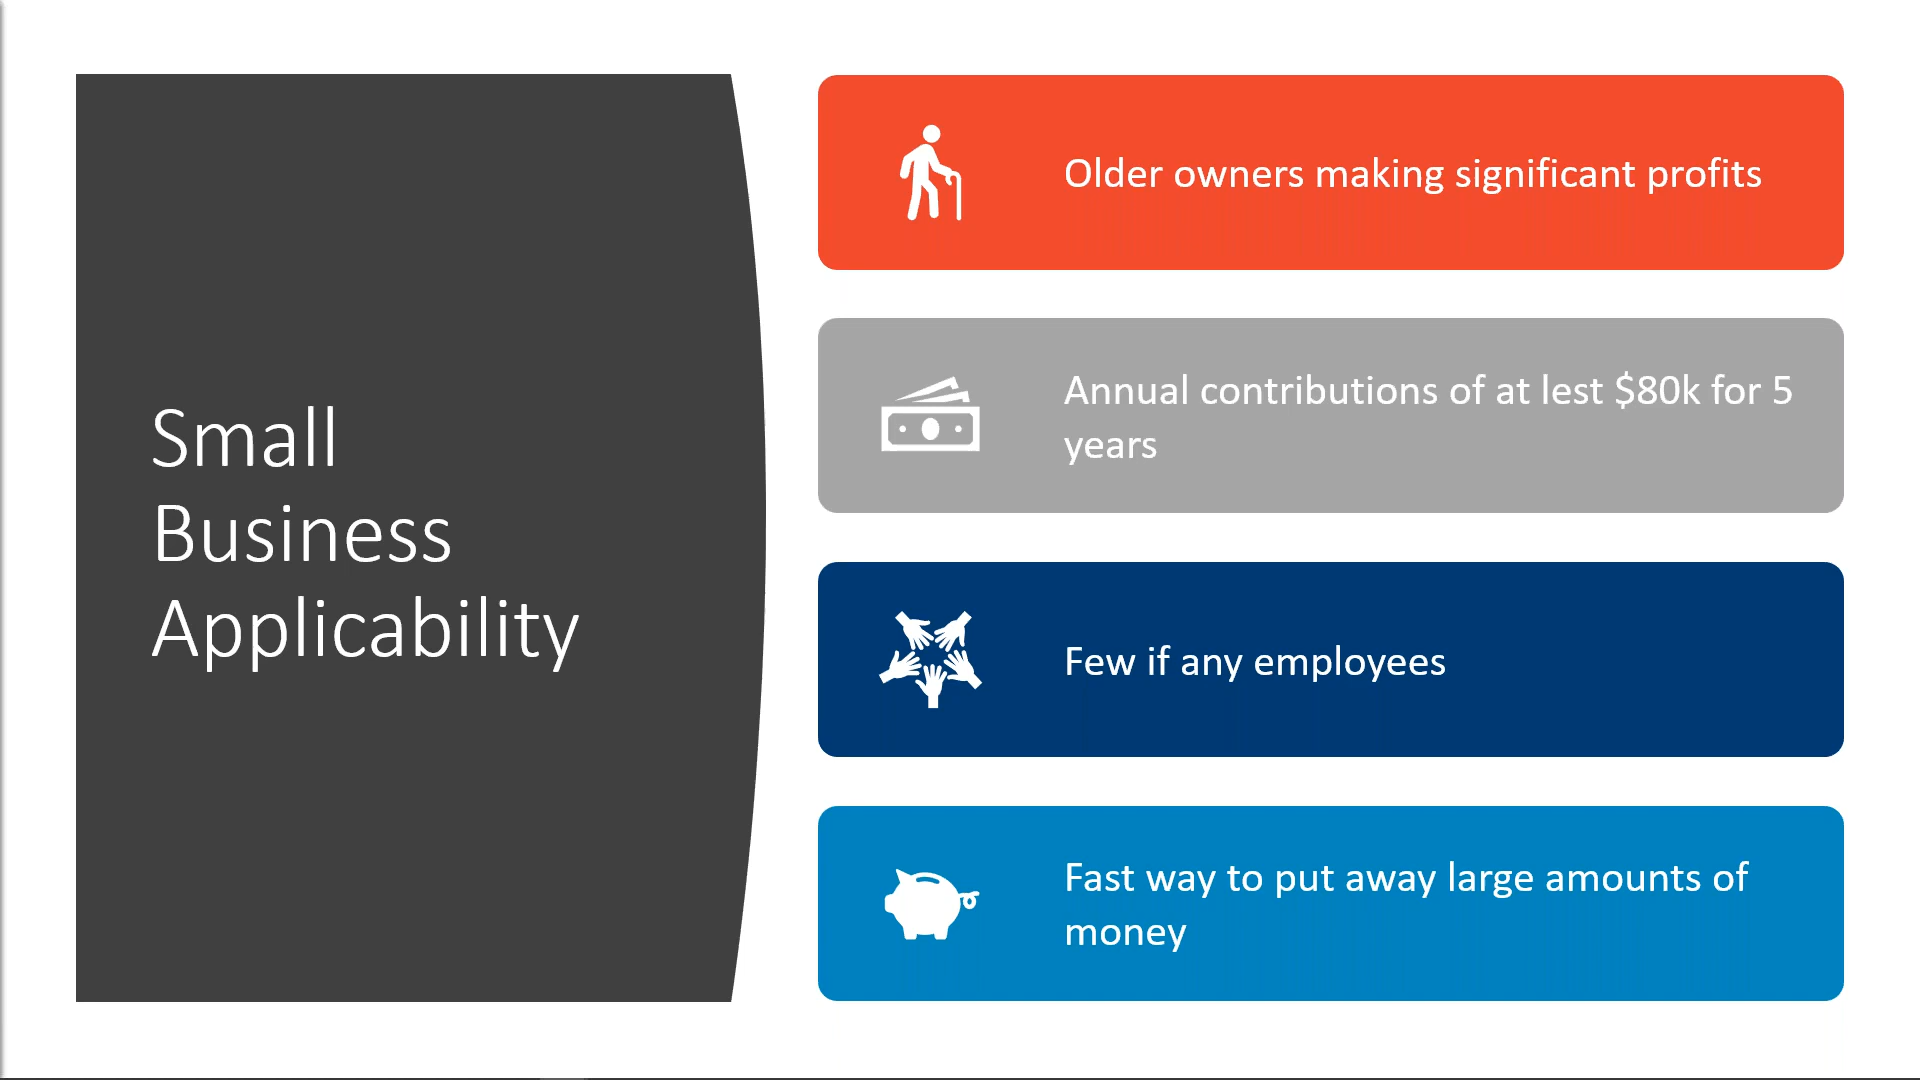 Small
Business
Applicability
Older owners making significant profits
Annual contributions of at lest $80k for 5
years
Few if any employees
Fast way to put away large amounts of
money